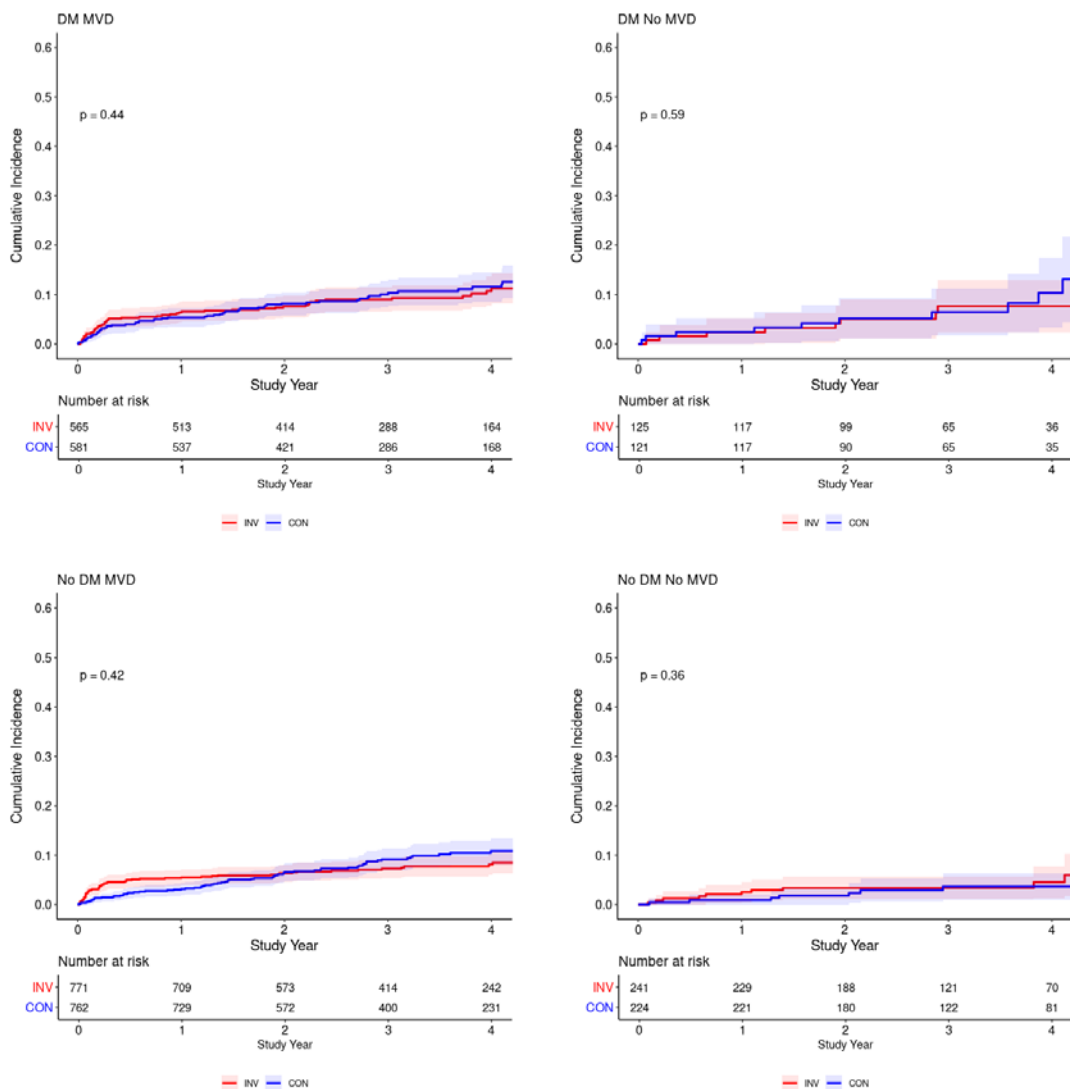 DM MVD
0.6
0.5
0.4
0.3
0.2
0.1
0.0
Cumulative Incidence
p = 0.44
0 1 2 3 4
Study Year
Number at risk
INV 565 513 414 288 164
CON 581 537 421 286 168
0 1 2 3 4
Study Year
INV CON
DM No MVD
0.6
0.5
0.4
0.3
0.2
0.1
0.0
Cumulative Incidence
p = 0.59
0 1 2 3 4
Study Year
Number at risk
INV 125 117 99 65 36
CON 121 117 90 65 35
0 1 2 3 4
Study Year
INV CON
No DM MVD
0.6
0.5
0.4
0.3
0.2
0.1
0.0
Cumulative Incidence
p = 0.42
0 1 2 3 4
Study Year
Number at risk
INV 771 709 573 414 242
CON 762 729 572 400 231
0 1 2 3 4
Study Year
INV CON
No DM No MVD
0.6
0.5
0.4
0.3
0.2
0.1
0.0
Cumulative Incidence
p = 0.36
0 1 2 3 4
Study Year
Number at risk
INV 241 229 188 121 70
CON 224 221 180 122 81
0 1 2 3 4
Study Year
INV CON